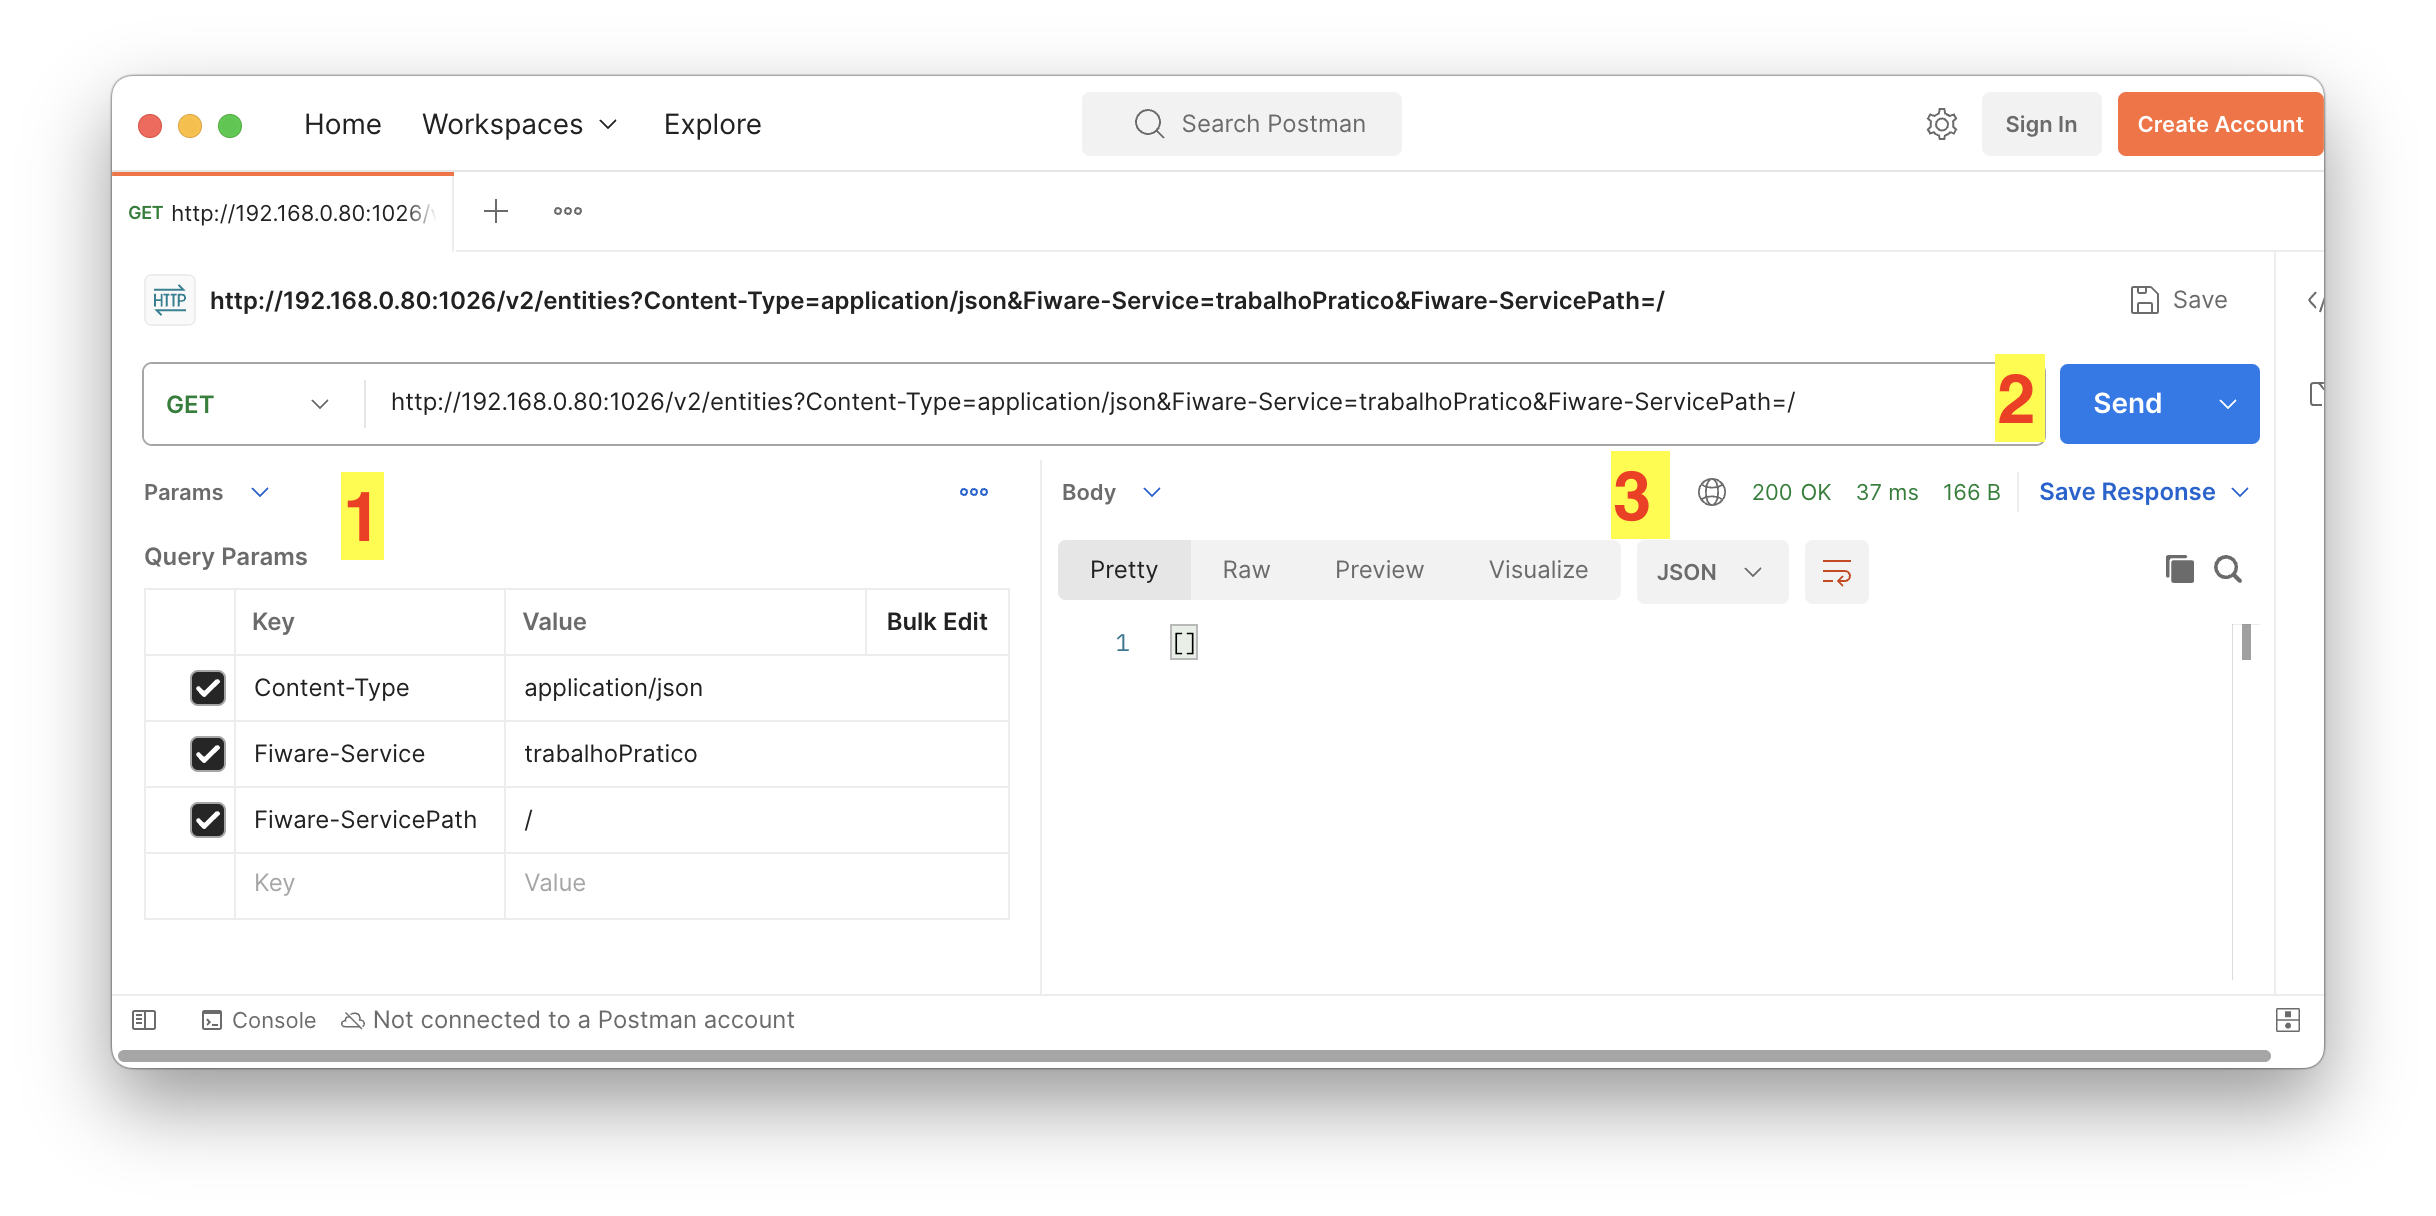 Home Workspaces Explore Search Postman Sign In Create Account
GET http://192.168.0.80:1026/
HTTP http://192.168.0.80:1026/v2/entities?Content-Type=application/json&Fiware-Service=trabalhoPratico&Fiware-ServicePath=/ Save
GET http://192.168.0.80:1026/v2/entities?Content-Type=application/json&Fiware-Service=trabalhoPratico&Fiware-ServicePath=/ 2 Send
Params 1
Query Params
Key Value Bulk Edit
Content-Type application/json
Fiware-Service trabalhoPratico
Fiware-ServicePath /
Key Value
Body 3 200 OK 37 ms 166 B Save Response
Pretty Raw Preview Visualize JSON
1 []
Console Not connected to a Postman account